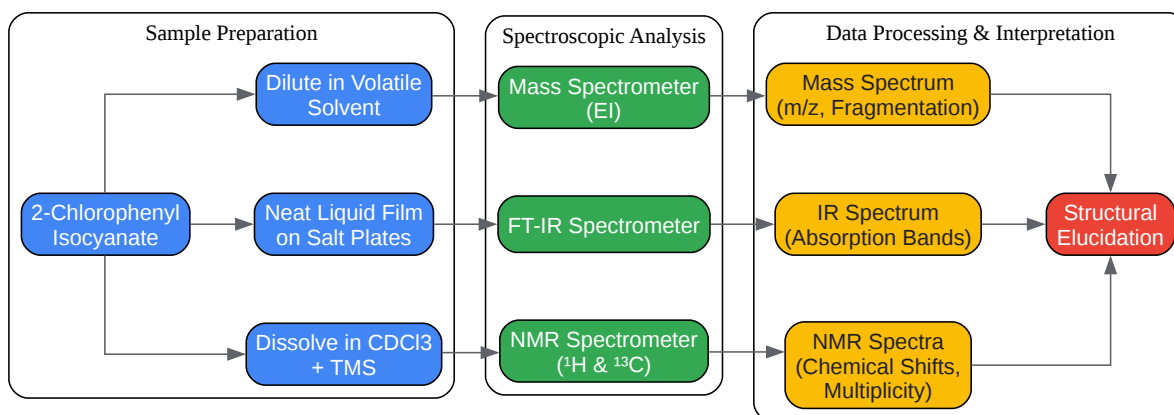 Sample Preparation
Spectroscopic Analysis
Data Processing & Interpretation
Dilute in Volatile
Solvent
Mass Spectrometer
(EI)
Mass Spectrum
(m/z, Fragmentation)
2-Chlorophenyl
Isocyanate
Neat Liquid Film
on Salt Plates
FT-IR Spectrometer
IR Spectrum
(Absorption Bands)
Structural
Elucidation
Dissolve in CDCl3
+ TMS
NMR Spectrometer
(¹H & ¹³C)
NMR Spectra
(Chemical Shifts,
Multiplicity)